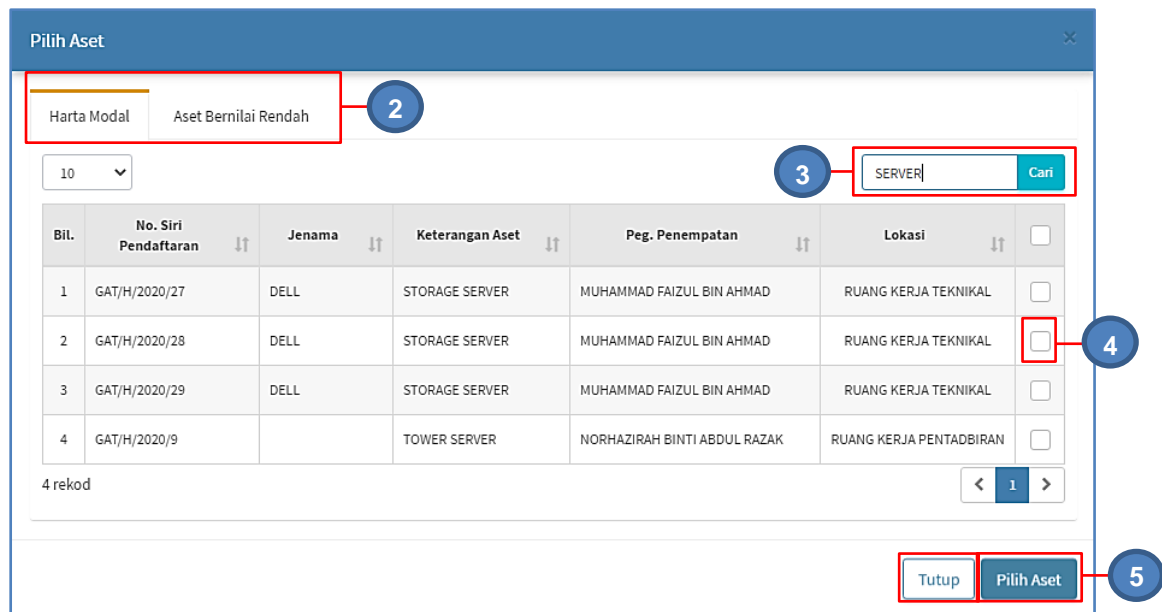 Pilih Aset ×
Harta Modal Aset Bernilai Rendah 2
10 3 SERVER Cari
Bil. No. Siri Pendaftaran Jenama Keterangan Aset Peg. Penempatan Lokasi
1 GAT/H/2020/27 DELL STORAGE SERVER MUHAMMAD FAIZUL BIN AHMAD RUANG KERJA TEKNIKAL
2 GAT/H/2020/28 DELL STORAGE SERVER MUHAMMAD FAIZUL BIN AHMAD RUANG KERJA TEKNIKAL 4
3 GAT/H/2020/29 DELL STORAGE SERVER MUHAMMAD FAIZUL BIN AHMAD RUANG KERJA TEKNIKAL
4 GAT/H/2020/9 TOWER SERVER NORHAZIRAH BINTI ABDUL RAZAK RUANG KERJA PENTADBIRAN
4 rekod < 1 >
Tutup Pilih Aset 5